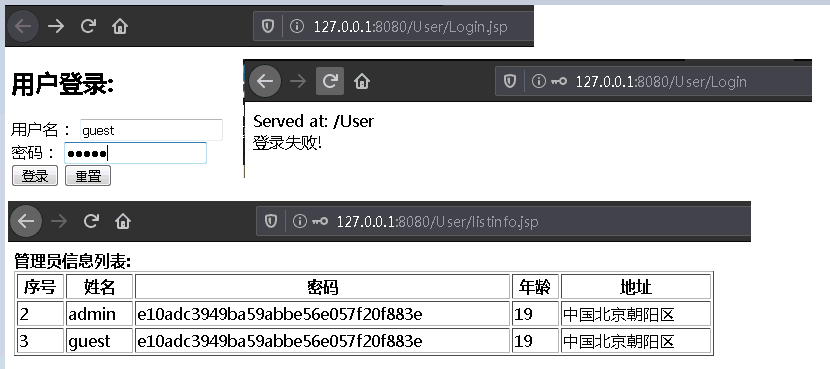 127.0.0.1:8080/User/Login.jsp
用户登录:
用户名： guest
密码： ●●●●●
登录 重置
127.0.0.1:8080/User/Login
Served at: /User
登录失败!
127.0.0.1:8080/User/listinfo.jsp
管理员信息列表:
序号 姓名 密码 年龄 地址
2 admin e10adc3949ba59abbe56e057f20f883e 19 中国北京朝阳区
3 guest e10adc3949ba59abbe56e057f20f883e 19 中国北京朝阳区